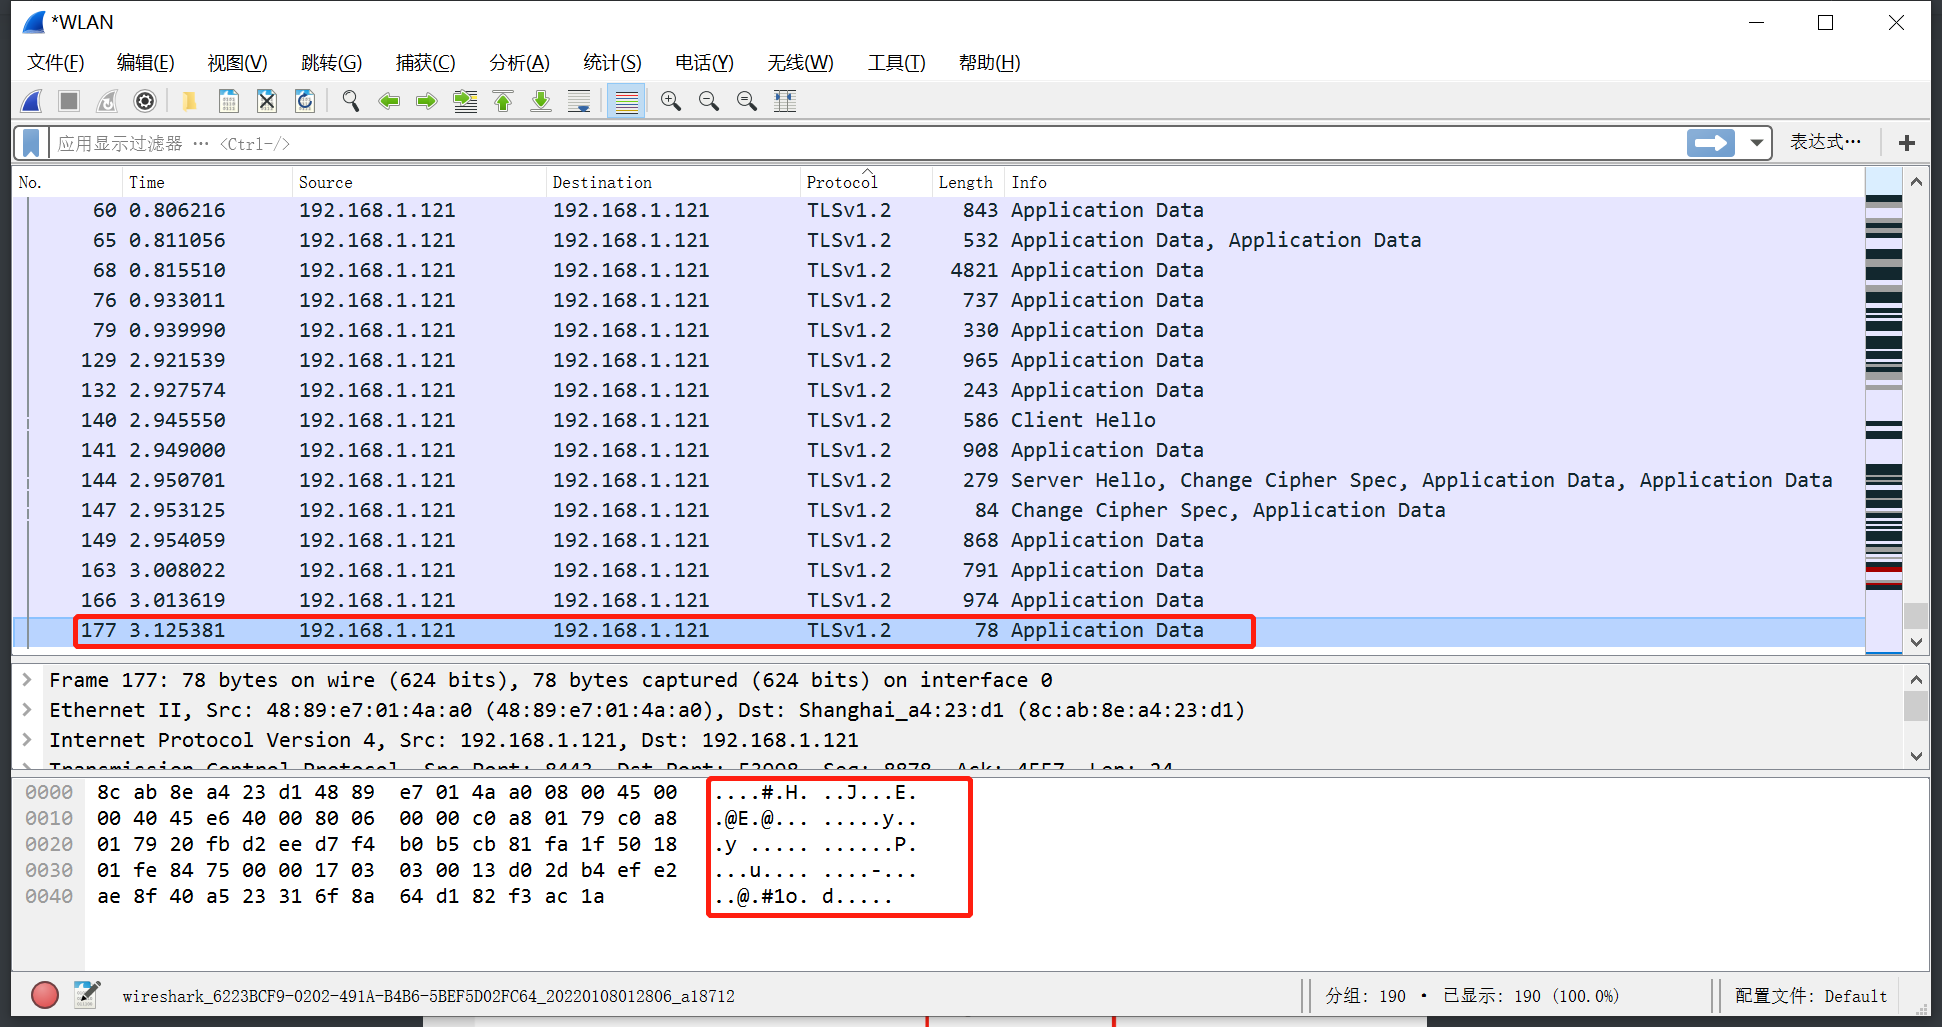 *WLAN
文件(F) 编辑(E) 视图(V) 跳转(G) 捕获(C) 分析(A) 统计(S) 电话(Y) 无线(W) 工具(T) 帮助(H)
应用显示过滤器 … <Ctrl-/> 表达式… +
No. Time Source Destination Protocol Length Info
60 0.806216 192.168.1.121 192.168.1.121 TLSv1.2 843 Application Data
65 0.811056 192.168.1.121 192.168.1.121 TLSv1.2 532 Application Data, Application Data
68 0.815510 192.168.1.121 192.168.1.121 TLSv1.2 4821 Application Data
76 0.933011 192.168.1.121 192.168.1.121 TLSv1.2 737 Application Data
79 0.939990 192.168.1.121 192.168.1.121 TLSv1.2 330 Application Data
129 2.921539 192.168.1.121 192.168.1.121 TLSv1.2 965 Application Data
132 2.927574 192.168.1.121 192.168.1.121 TLSv1.2 243 Application Data
140 2.945550 192.168.1.121 192.168.1.121 TLSv1.2 586 Client Hello
141 2.949000 192.168.1.121 192.168.1.121 TLSv1.2 908 Application Data
144 2.950701 192.168.1.121 192.168.1.121 TLSv1.2 279 Server Hello, Change Cipher Spec, Application Data, Application Data
147 2.953125 192.168.1.121 192.168.1.121 TLSv1.2 84 Change Cipher Spec, Application Data
149 2.954059 192.168.1.121 192.168.1.121 TLSv1.2 868 Application Data
163 3.008022 192.168.1.121 192.168.1.121 TLSv1.2 791 Application Data
166 3.013619 192.168.1.121 192.168.1.121 TLSv1.2 974 Application Data
177 3.125381 192.168.1.121 192.168.1.121 TLSv1.2 78 Application Data
Frame 177: 78 bytes on wire (624 bits), 78 bytes captured (624 bits) on interface 0
Ethernet II, Src: 48:89:e7:01:4a:a0 (48:89:e7:01:4a:a0), Dst: Shanghai_a4:23:d1 (8c:ab:8e:a4:23:d1)
Internet Protocol Version 4, Src: 192.168.1.121, Dst: 192.168.1.121
Transmission Control Protocol, Src Port: 8443, Dst Port: 53998, Seq: 8878, Ack: 4557, Len: 24
0000 8c ab 8e a4 23 d1 48 89 e7 01 4a a0 08 00 45 00 ....#.H. ..J...E.
0010 00 40 45 e6 40 00 80 06 00 00 c0 a8 01 79 c0 a8 .@E.@... .....y..
0020 01 79 20 fb d2 ee d7 f4 b0 b5 cb 81 fa 1f 50 18 .y ..... ......P.
0030 01 fe 84 75 00 00 17 03 03 00 13 d0 2d b4 ef e2 ...u.... ....-...
0040 ae 8f 40 a5 23 31 6f 8a 64 d1 82 f3 ac 1a ..@.#1o. d.....
wireshark_6223BCF9-0202-491A-B4B6-5BEF5D02FC64_20220108012806_a18712 分组: 190 · 已显示: 190 (100.0%) 配置文件: Default